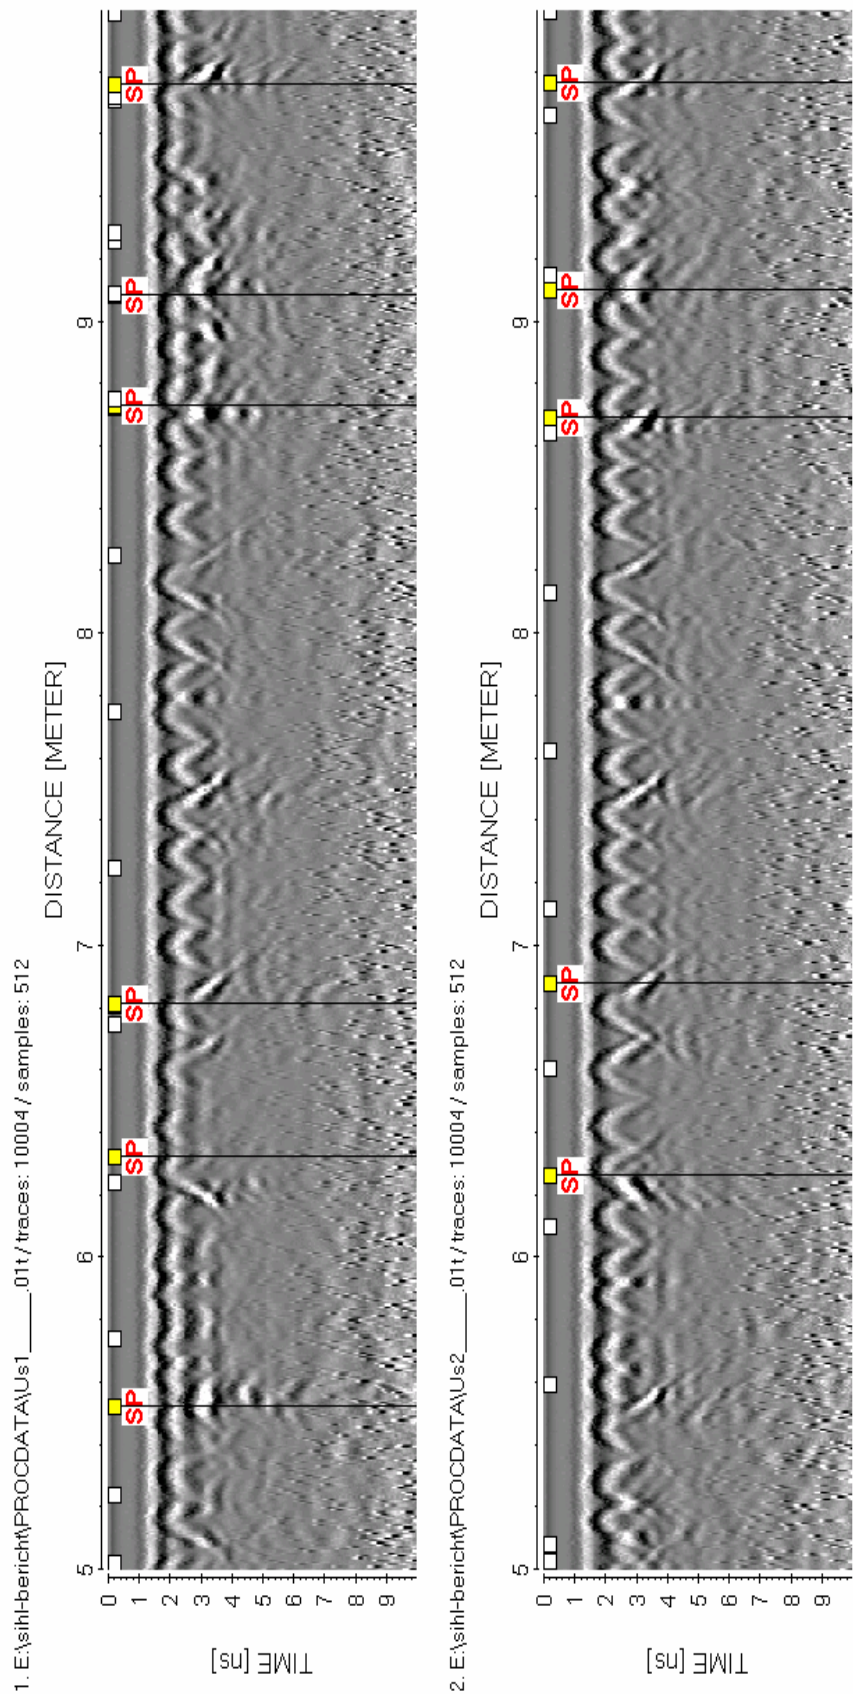 1. E:\sihl-bericht\PROCDATA\Us1_____.01t / traces: 10004 / samples: 512
DISTANCE [METER]
5 6 7 8 9
TIME [ns]
0 1 2 3 4 5 6 7 8 9
SP SP SP SP SP SP
2. E:\sihl-bericht\PROCDATA\Us2_____.01t / traces: 10004 / samples: 512
DISTANCE [METER]
5 6 7 8 9
TIME [ns]
0 1 2 3 4 5 6 7 8 9
SP SP SP SP SP